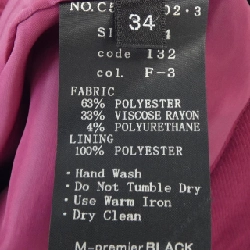 34
code 132
col. F-3
FABRIC
63% POLYESTER
33% VISCOSE RAYON
4% POLYURETHANE
LINING
100% POLYESTER
• Hand Wash
• Do Not Tumble Dry
• Use Warm Iron
• Dry Clean
M-premier BLACK